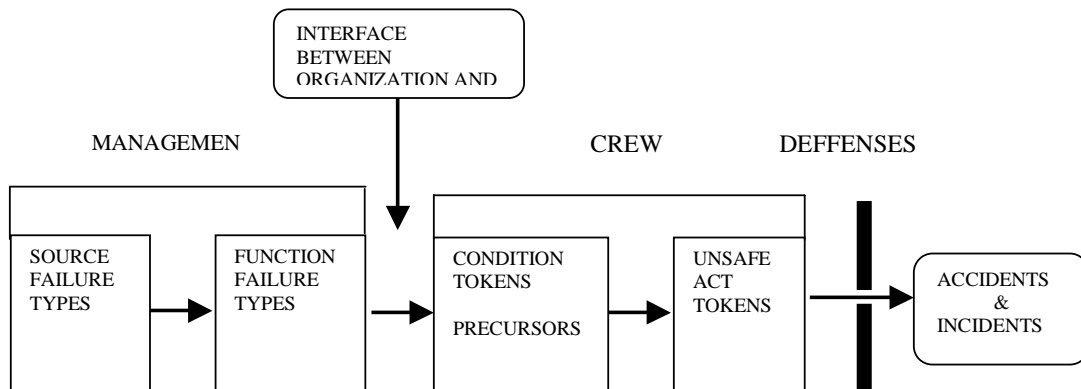 INTERFACE
BETWEEN
ORGANIZATION AND
MANAGEMEN
CREW
DEFFENSES
SOURCE
FAILURE
TYPES
FUNCTION
FAILURE
TYPES
CONDITION
TOKENS
PRECURSORS
UNSAFE
ACT
TOKENS
ACCIDENTS
&
INCIDENTS